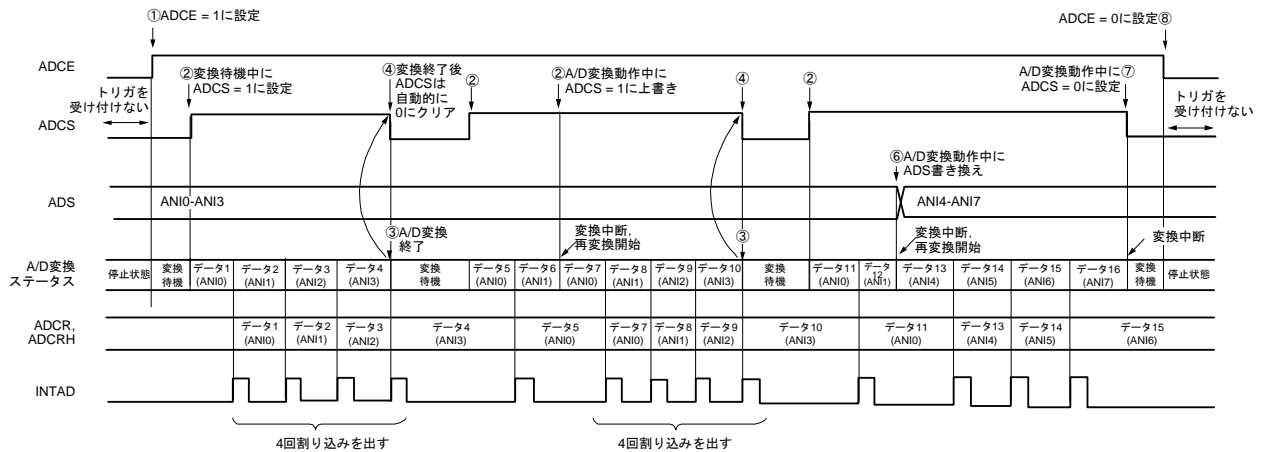 ①ADCE = 1に設定
ADCE = 0に設定⑧
ADCE
②変換待機中に
ADCS = 1に設定
④変換終了後
ADCSは
自動的に
0にクリア
②
②A/D変換動作中に
ADCS = 1に上書き
④
②
A/D変換動作中に⑦
ADCS = 0に設定
トリガを
受け付けない
トリガを
受け付けない
ADCS
⑥A/D変換動作中に
ADS書き換え
ADS
ANI0-ANI3
ANI4-ANI7
③A/D変換
終了
変換中断,
再変換開始
③
変換中断,
再変換開始
変換中断
A/D変換
ステータス
停止状態
変換
待機
データ1
(ANI0)
データ2
(ANI1)
データ3
(ANI2)
データ4
(ANI3)
変換
待機
データ5
(ANI0)
データ6
(ANI1)
データ7
(ANI0)
データ8
(ANI1)
データ9
(ANI2)
データ10
(ANI3)
変換
待機
データ11
(ANI0)
データ
12
(ANI1)
データ13
(ANI4)
データ14
(ANI5)
データ15
(ANI6)
データ16
(ANI7)
変換
待機
停止状態
ADCR,
ADCRH
データ1
(ANI0)
データ2
(ANI1)
データ3
(ANI2)
データ4
(ANI3)
データ5
(ANI0)
データ7
(ANI0)
データ8
(ANI1)
データ9
(ANI2)
データ10
(ANI3)
データ11
(ANI0)
データ13
(ANI4)
データ14
(ANI5)
データ15
(ANI6)
INTAD
4回割り込みを出す
4回割り込みを出す